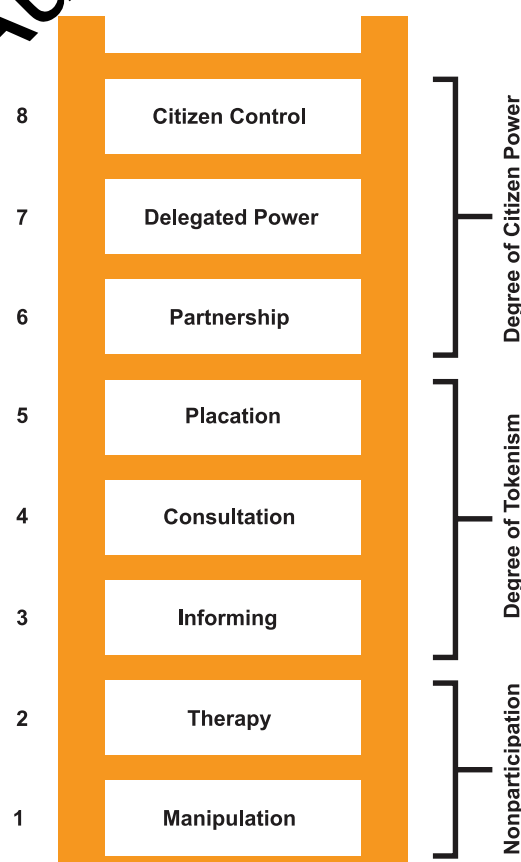 8 Citizen Control
7 Delegated Power
6 Partnership
5 Placation
4 Consultation
3 Informing
2 Therapy
1 Manipulation
Degree of Citizen Power
Degree of Tokenism
Nonparticipation